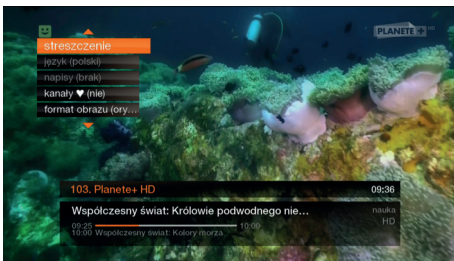 PLANETE + HD
streszczenie
język (polski)
napisy (brak)
kanały ♥ (nie)
format obrazu (ory...
103. Planete+ HD 09:36
Współczesny świat: Królowie podwodnego nie... nauka
09:25 10:00 HD
10:00 Współczesny świat: Kolory morza